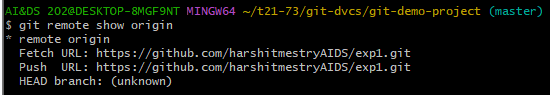 AI&DS 202@DESKTOP-8MGF9NT MINGW64 ~/t21-73/git-dvcs/git-demo-project (master)
$ git remote show origin
* remote origin
  Fetch URL: https://github.com/harshitmestryAIDS/exp1.git
  Push  URL: https://github.com/harshitmestryAIDS/exp1.git
  HEAD branch: (unknown)